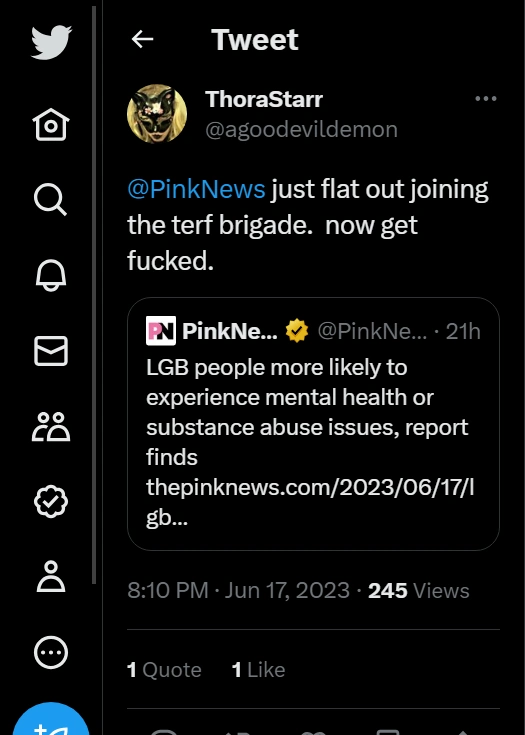 Tweet
ThoraStarr
@agoodevildemon
@PinkNews just flat out joining
the terf brigade.  now get
fucked.
PN PinkNe... @PinkNe... · 21h
LGB people more likely to
experience mental health or
substance abuse issues, report
finds
thepinknews.com/2023/06/17/l
gb...
8:10 PM · Jun 17, 2023 · 245 Views
1 Quote 1 Like